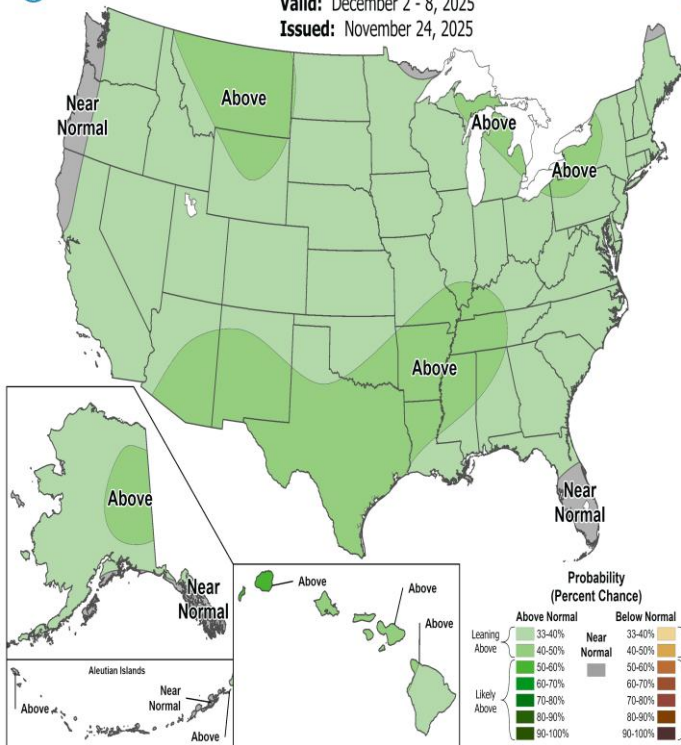 Valid: December 2 - 8, 2025
Issued: November 24, 2025
Near
Normal
Above
Above
Above
Above
Near
Normal
Above
Near
Normal
Aleutian Islands
Above
Near
Normal
Above
Above
Above
Above
Probability
(Percent Chance)
Above Normal
Near
Normal
Below Normal
Leaning
Above
33-40%
33-40%
40-50%
40-50%
Likely
Above
50-60%
50-60%
60-70%
60-70%
70-80%
70-80%
80-90%
80-90%
90-100%
90-100%